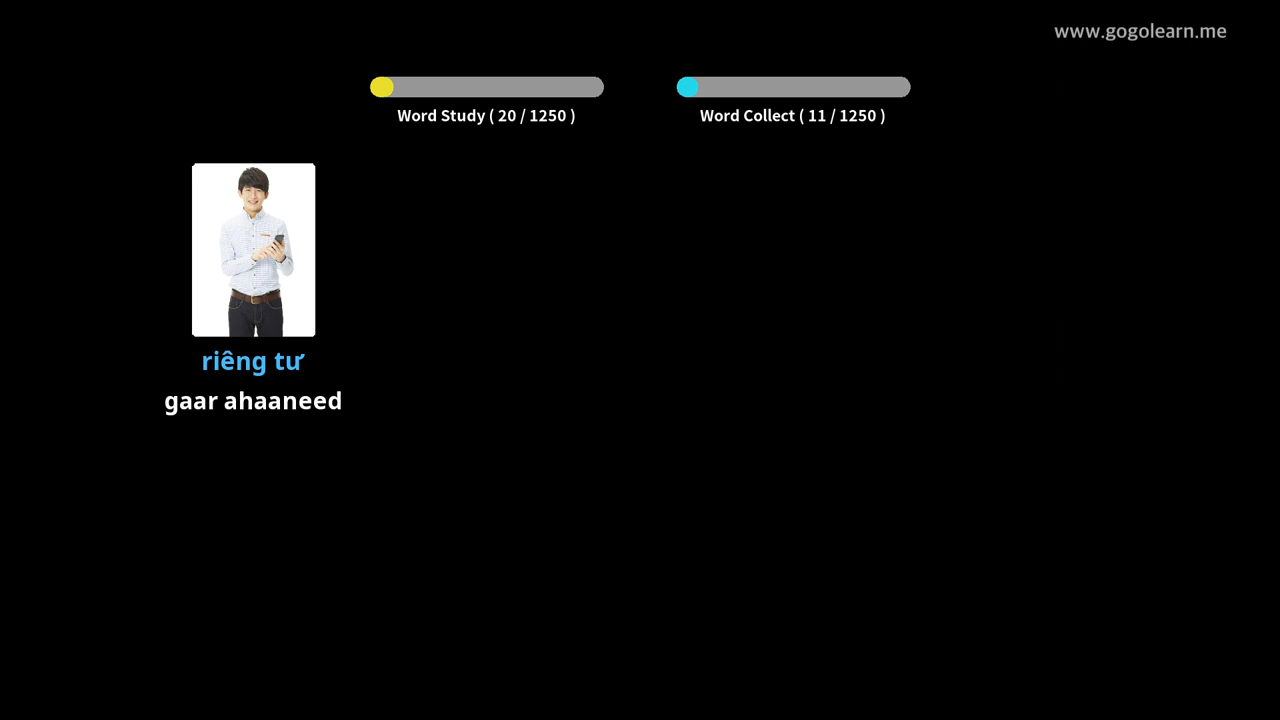 www.gogolearn.me
Word Study ( 20 / 1250 )
Word Collect ( 11 / 1250 )
riêng tư
gaar ahaaneed